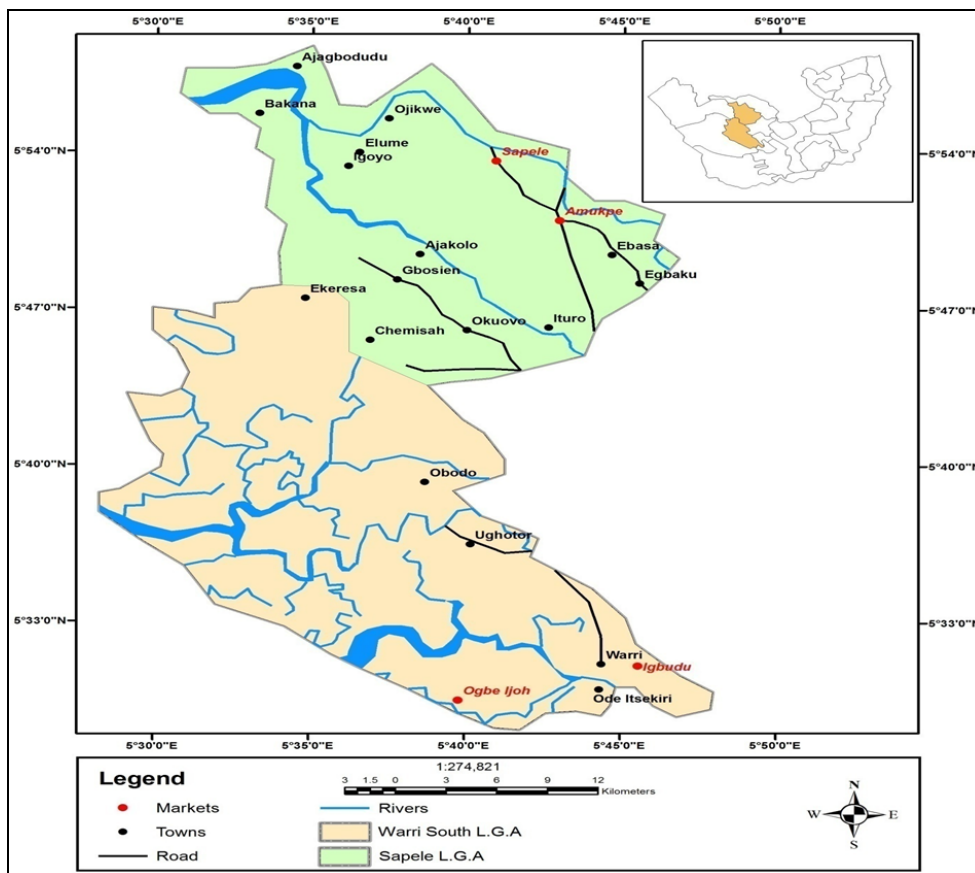 5°30'0"E 5°35'0"E 5°40'0"E 5°45'0"E 5°50'0"E
Ajagbodudu
Bakana
Ojikwe
Elume
Igoyo
Sapele
5°54'0"N
5°54'0"N
Amukpe
Ajakolo
Ebasa
Gbosien
Egbaku
Ekeresa
5°47'0"N
5°47'0"N
Chemisah
Okuovo
Ituro
5°40'0"N
5°40'0"N
Obodo
Ughotor
5°33'0"N
5°33'0"N
Warri
Igbudu
Ogbe Ijoh
Ode Itsekiri
5°30'0"E 5°35'0"E 5°40'0"E 5°45'0"E 5°50'0"E
Legend
1:274,821
3 1.5 0 3 6 9 12
Kilometers
Markets
Towns
Road
Rivers
Warri South L.G.A
Sapele L.G.A
N
W E
S